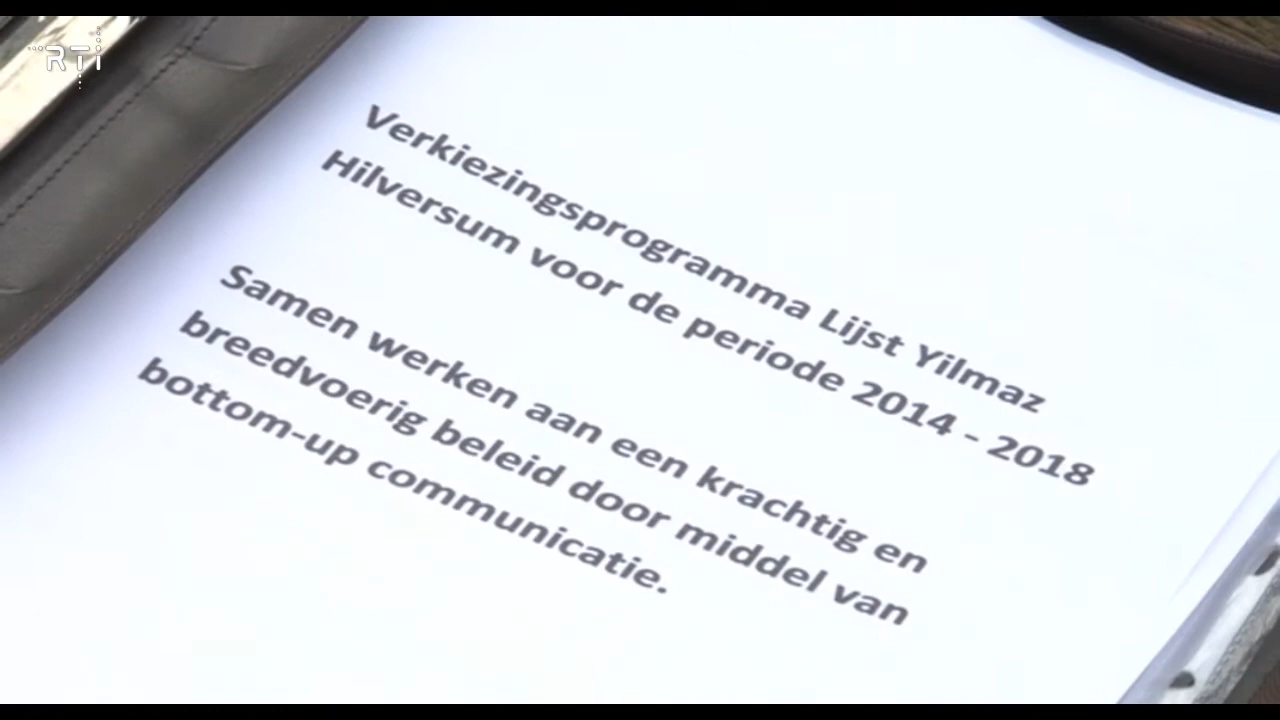 RTi
Verkiezingsprogramma Lijst Yilmaz
Hilversum voor de periode 2014 - 2018
Samen werken aan een krachtig en
breedvoerig beleid door middel van
bottom-up communicatie.